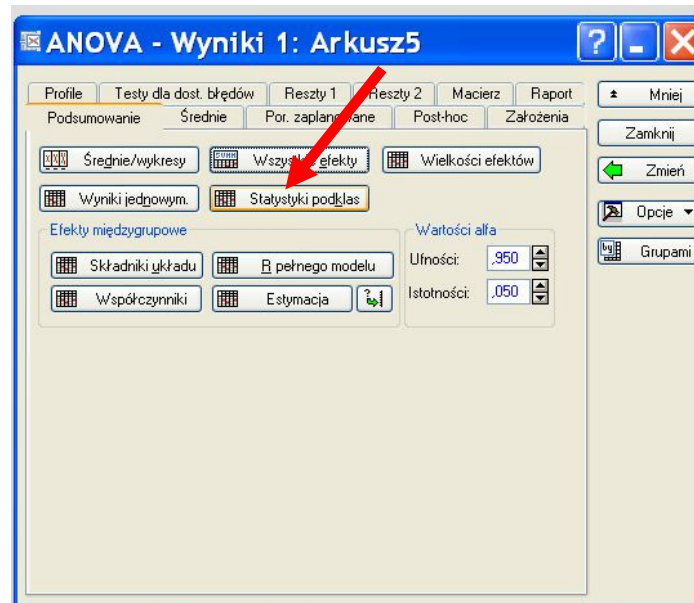 ANOVA - Wyniki 1: Arkusz5
Profile Testy dla dost. błędów Reszty 1 Reszty 2 Macierz Raport
Podsumowanie Średnie Por. zaplanowane Post-hoc Założenia
Średnie/wykresy Wszystkie efekty Wielkości efektów
Wyniki jednowym. Statystyki podklas
Efekty międzygrupowe
Składniki układu R pełnego modelu
Współczynniki Estymacja
Wartości alfa
Ufności: ,950
Istotności: ,050
Mniej
Zamknij
Zmień
Opcje
Grupami